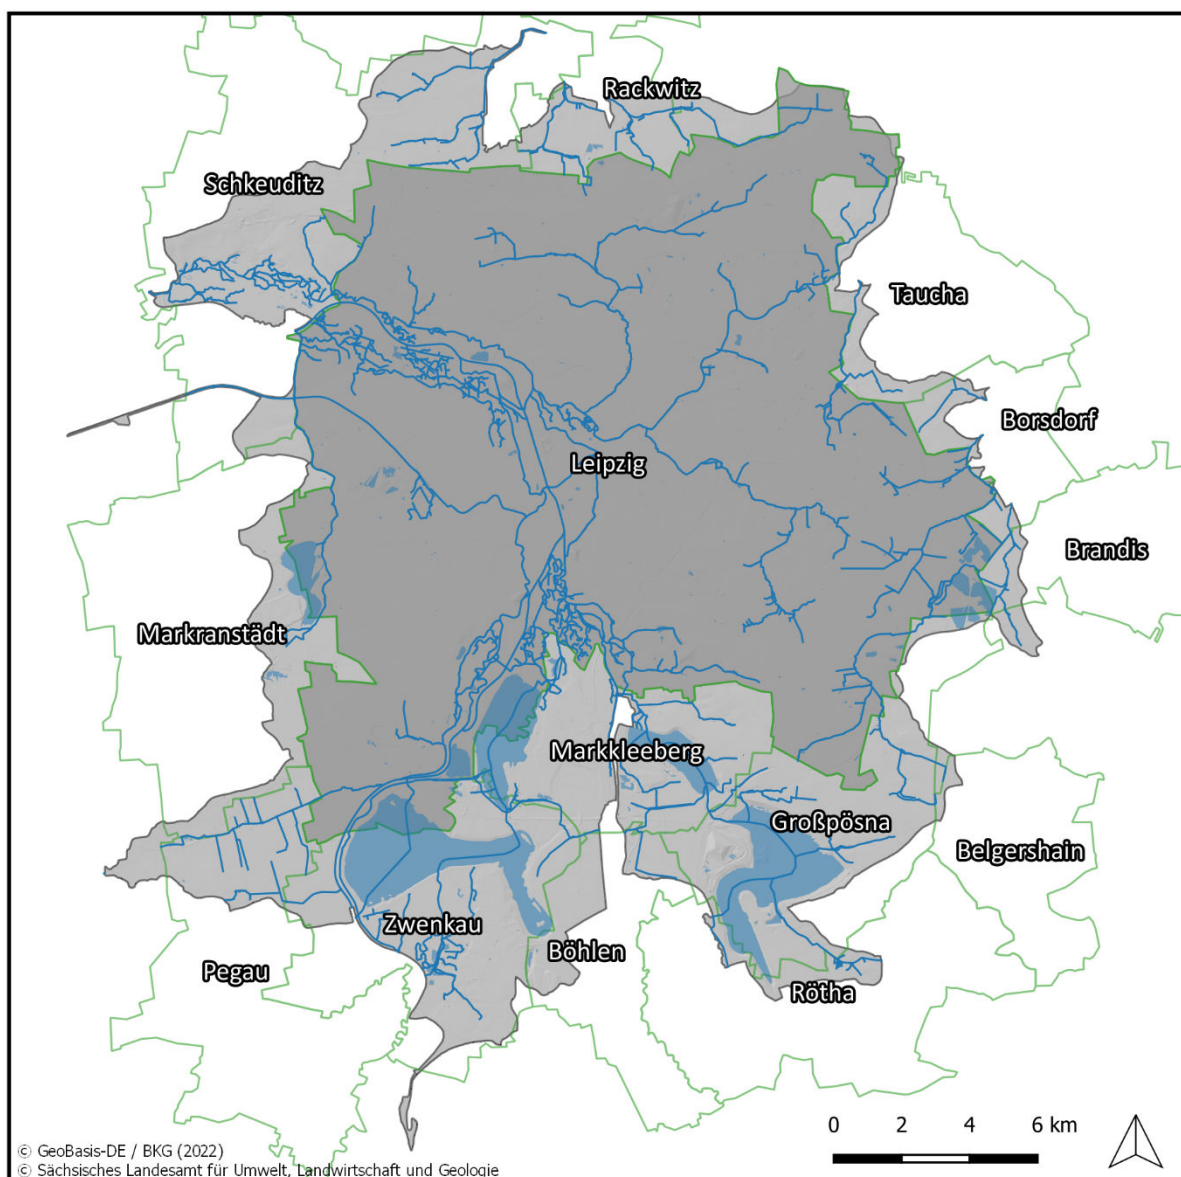 Rackwitz
Schkeuditz
Taucha
Borsdorf
Leipzig
Brandis
Markranstädt
Markkleeberg
Großpösna
Belgershain
Zwenkau
Böhlen
Pegau
Rötha
0 2 4 6 km
© GeoBasis-DE / BKG (2022)
© Sächsisches Landesamt für Umwelt, Landwirtschaft und Geologie